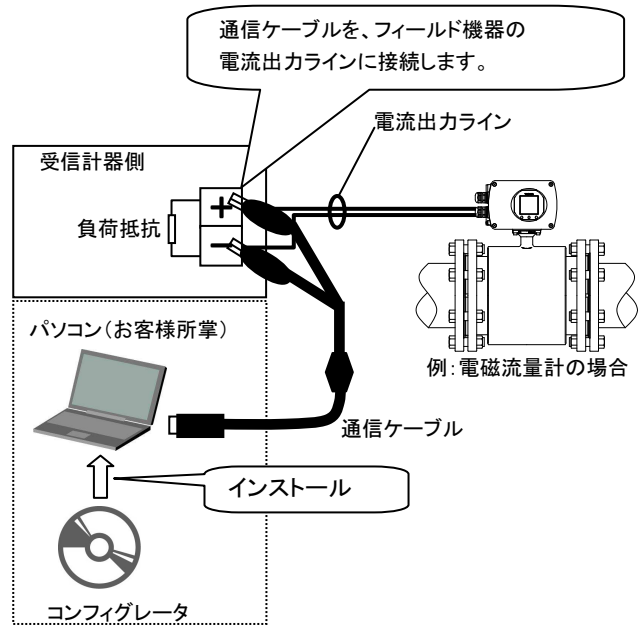 通信ケーブルを、フィールド機器の
電流出力ラインに接続します。
電流出力ライン
受信計器側
+
負荷抵抗
−
パソコン(お客様所掌)
例:電磁流量計の場合
通信ケーブル
インストール
コンフィグレータ